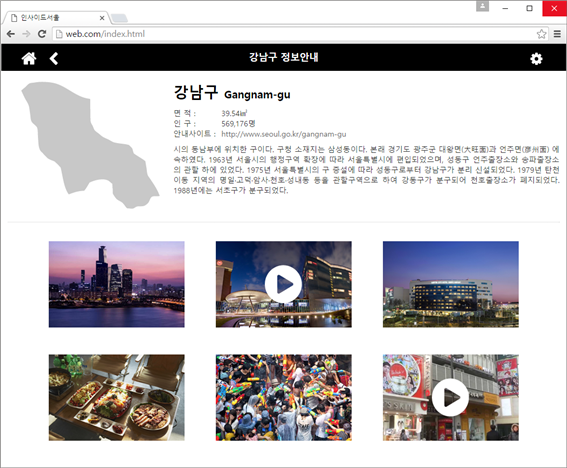 인사이트서울
web.com/index.html
강남구 정보안내
강남구 Gangnam-gu
면 적 : 39.54㎢
인 구 : 569,176명
안내사이트 : http://www.seoul.go.kr/gangnam-gu
시의 동남부에 위치한 구이다. 구청 소재지는 삼성동이다. 본래 경기도 광주군 대왕면(大旺面)과 언주면(彦州面) 에
속하였다. 1963년 서울시의 행정구역 확장에 따라 서울특별시에 편입되었으며, 성동구 언주출장소와 송파출장소
의 관할 하에 있었다. 1975년 서울특별시의 구 증설에 따라 성동구로부터 강남구가 분리 신설되었다. 1979년 탄천
이동 지역의 명일·고덕·암사·천호·성내동 등을 관할구역으로 하여 강동구가 분구되어 천호출장소가 폐지되었다.
1988년에는 서초구가 분구되었다.